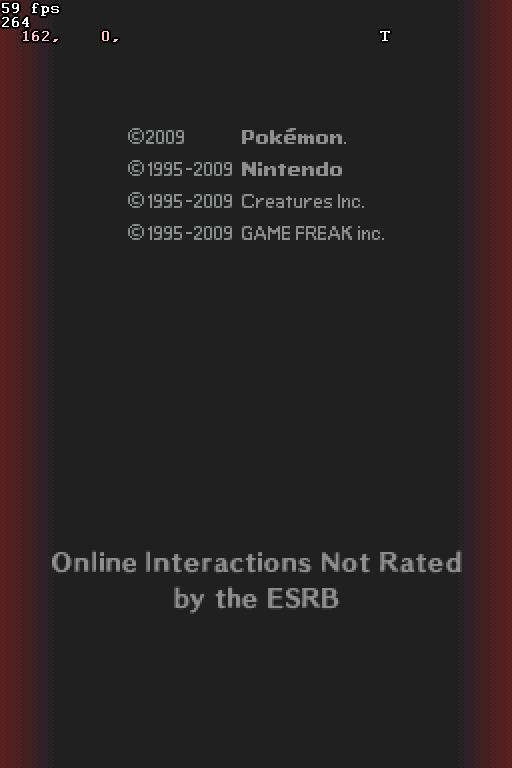 59 fps
264
162, 0, T
©2009 Pokémon.
©1995-2009 Nintendo
©1995-2009 Creatures Inc.
©1995-2009 GAME FREAK inc.
Online Interactions Not Rated
by the ESRB